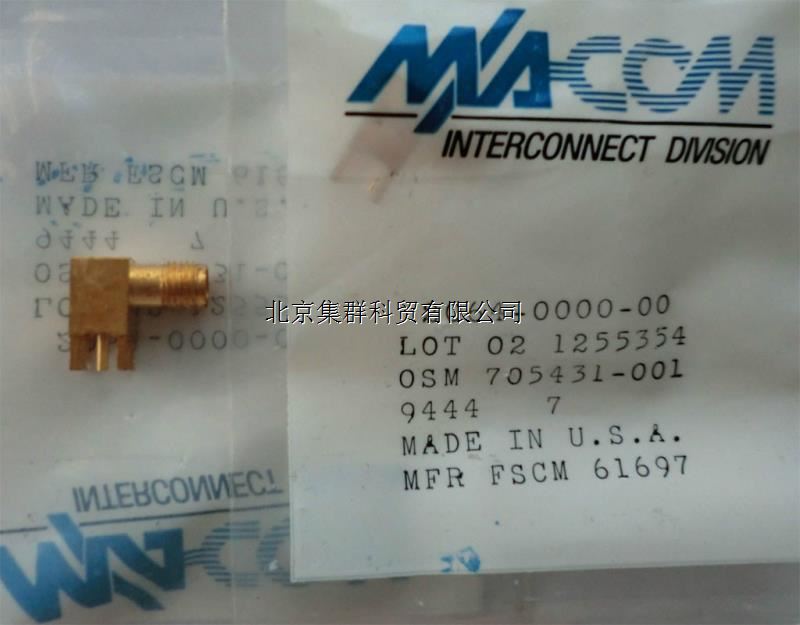 M/A-COM
INTERCONNECT DIVISION
北京集群科贸有限公司
-0000-00
LOT 02 1255354
OSM 705431-001
9444 7
MADE IN U.S.A.
MFR FSCM 61697
MFR FSCM 619
MADE IN U.S.
9444 7
INTERCONNECT